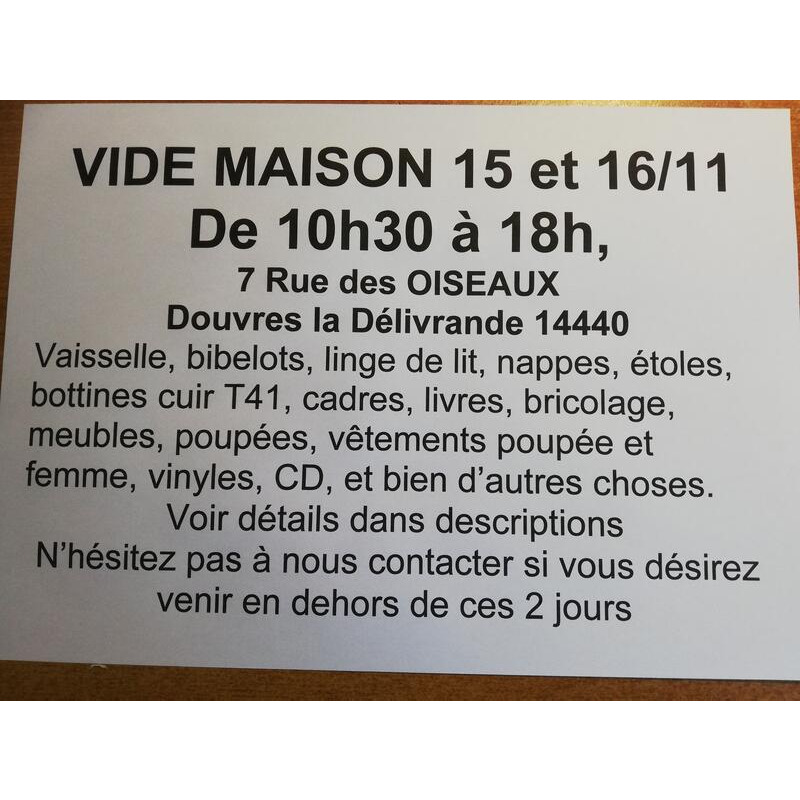 VIDE MAISON 15 et 16/11
De 10h30 à 18h,
7 Rue des OISEAUX
Douvres la Délivrande 14440
Vaisselle, bibelots, linge de lit, nappes, étoles,
bottines cuir T41, cadres, livres, bricolage,
meubles, poupées, vêtements poupée et
femme, vinyles, CD, et bien d'autres choses.
Voir détails dans descriptions
N'hésitez pas à nous contacter si vous désirez
venir en dehors de ces 2 jours